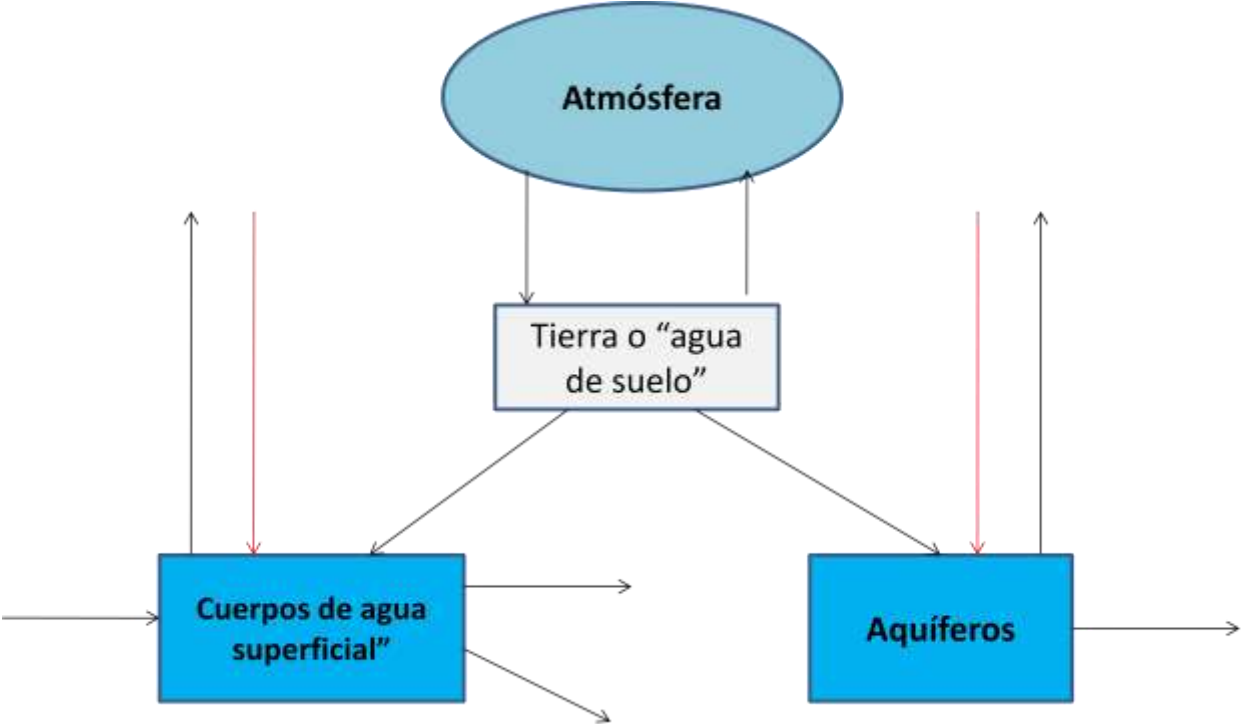 Atmósfera
Tierra o “agua
de suelo”
Cuerpos de agua
superficial”
Aquíferos